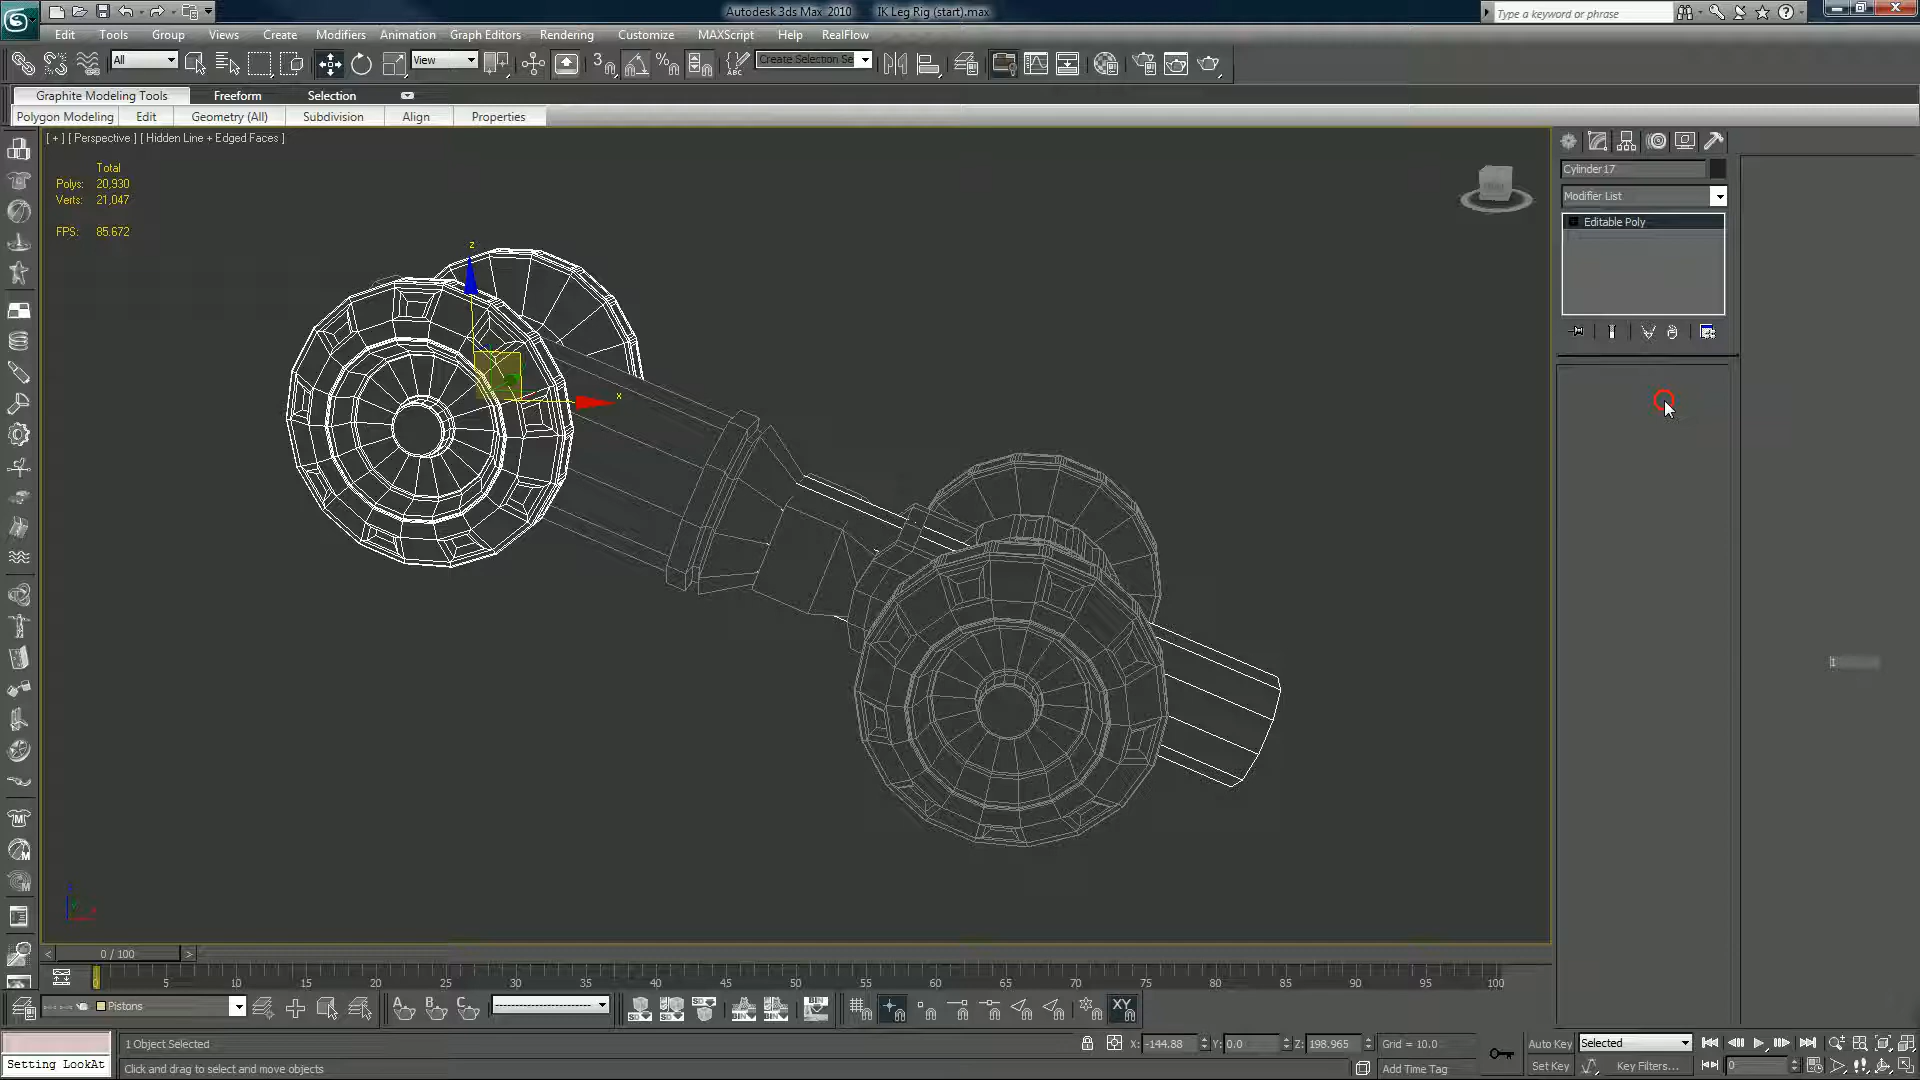 Autodesk 3ds Max 2010    IK Leg Rig (start).max
Type a keyword or phrase
Edit Tools Group Views Create Modifiers Animation Graph Editors Rendering Customize MAXScript Help RealFlow
All View Create Selection Se
Graphite Modeling Tools Freeform Selection
Polygon Modeling Edit Geometry (All) Subdivision Align Properties
[ + ] [ Perspective ] [ Hidden Line + Edged Faces ]
Total
Polys: 20,930
Verts: 21,047
FPS: 85.672
z
x
Cylinder17
Modifier List
Editable Poly
0 / 100
0 5 10 15 20 25 30 35 40 45 50 55 60 65 70 75 80 85 90 95 100
Pistons A B C XY
1 Object Selected X: -144.88 Y: 0.0 Z: 198.965 Grid = 10.0 Auto Key Selected
Setting LookAt Click and drag to select and move objects Add Time Tag Set Key Key Filters... 0